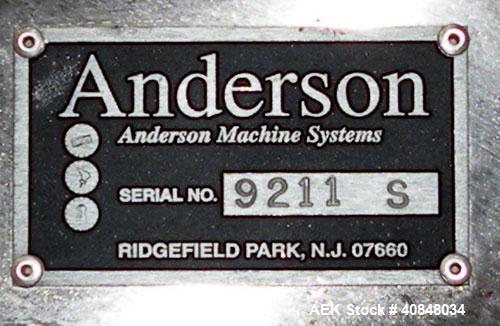 Anderson
Anderson Machine Systems
SERIAL NO. 9211 S
RIDGEFIELD PARK, N.J. 07660
AEK Stock # 40848034